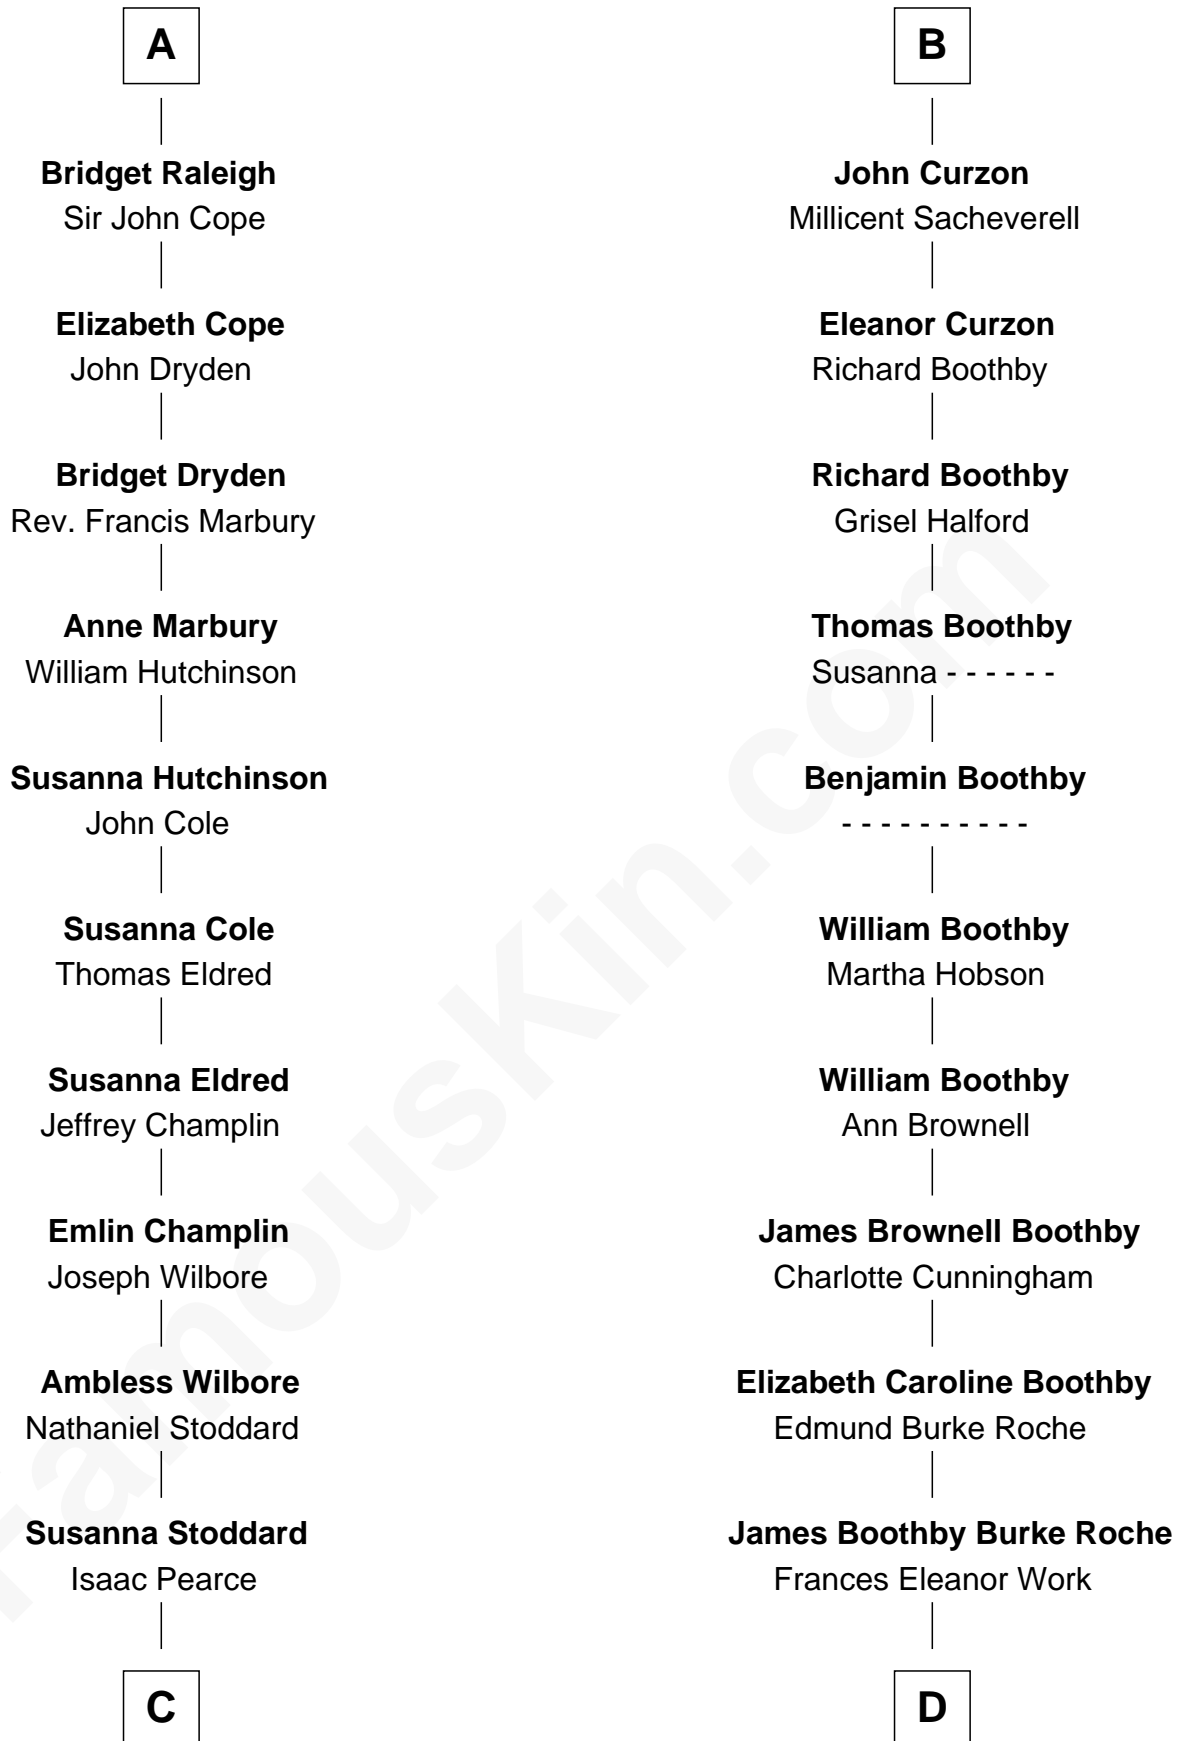 A
Bridget Raleigh
Sir John Cope
Elizabeth Cope
John Dryden
Bridget Dryden
Rev. Francis Marbury
Anne Marbury
William Hutchinson
Susanna Hutchinson
John Cole
Susanna Cole
Thomas Eldred
Susanna Eldred
Jeffrey Champlin
Emlin Champlin
Joseph Wilbore
Ambless Wilbore
Nathaniel Stoddard
Susanna Stoddard
Isaac Pearce
C
B
John Curzon
Millicent Sacheverell
Eleanor Curzon
Richard Boothby
Richard Boothby
Grisel Halford
Thomas Boothby
Susanna - - - - - -
Benjamin Boothby
- - - - - - - - - -
William Boothby
Martha Hobson
William Boothby
Ann Brownell
James Brownell Boothby
Charlotte Cunningham
Elizabeth Caroline Boothby
Edmund Burke Roche
James Boothby Burke Roche
Frances Eleanor Work
D
FamousKin.com